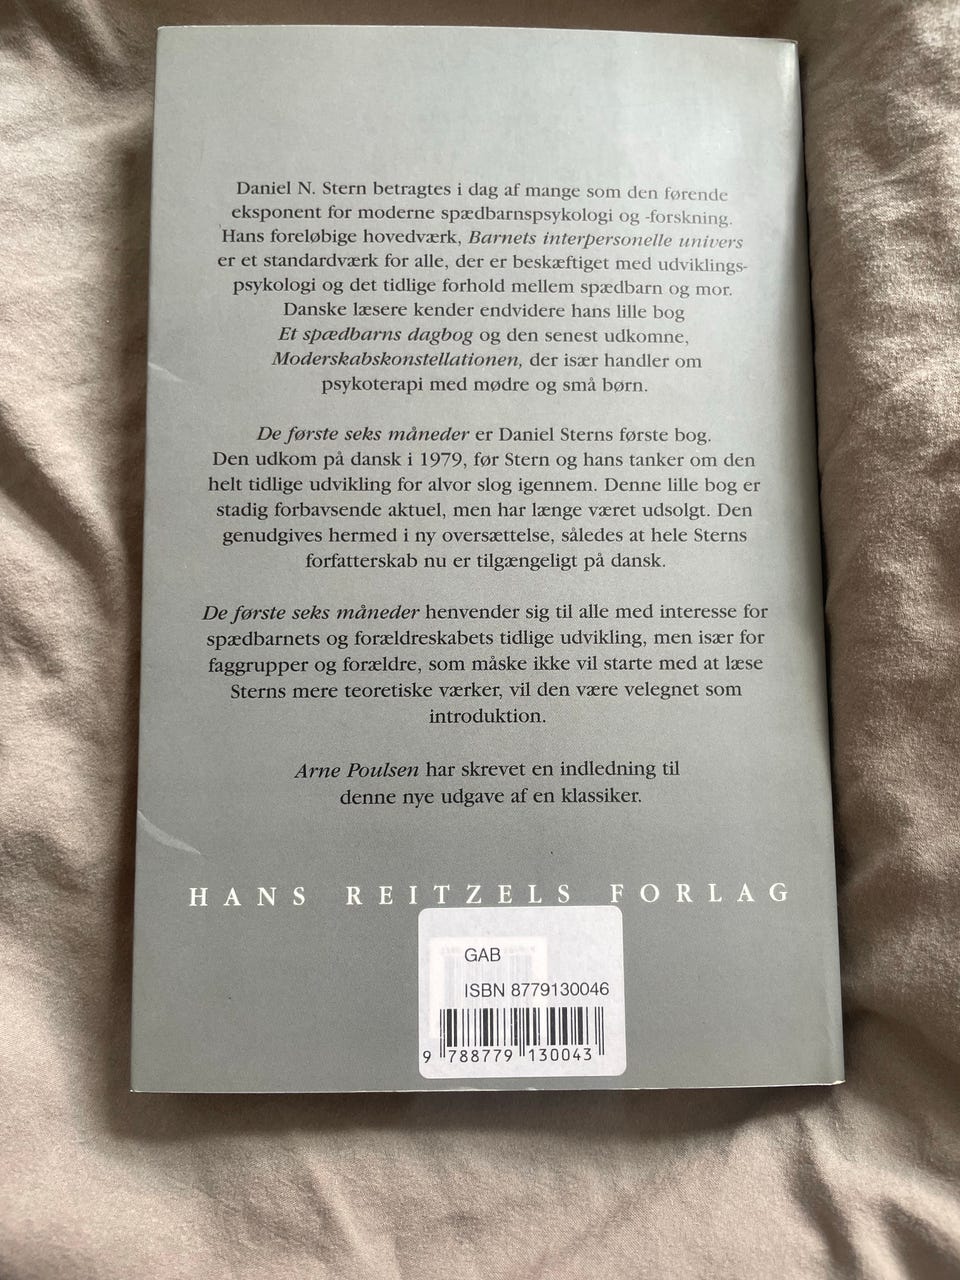 Daniel N. Stern betragtes i dag af mange som den førende
eksponent for moderne spædbarnspsykologi og -forskning.
Hans foreløbige hovedværk, Barnets interpersonelle univers
er et standardværk for alle, der er beskæftiget med udviklings-
psykologi og det tidlige forhold mellem spædbarn og mor.
Danske læsere kender endvidere hans lille bog
Et spædbarns dagbog og den senest udkomne,
Moderskabskonstellationen, der især handler om
psykoterapi med mødre og små børn.
De første seks måneder er Daniel Sterns første bog.
Den udkom på dansk i 1979, før Stern og hans tanker om den
helt tidlige udvikling for alvor slog igennem. Denne lille bog er
stadig forbavsende aktuel, men har længe været udsolgt. Den
genudgives hermed i ny oversættelse, således at hele Sterns
forfatterskab nu er tilgængeligt på dansk.
De første seks måneder henvender sig til alle med interesse for
spædbarnets og forældreskabets tidlige udvikling, men især for
faggrupper og forældre, som måske ikke vil starte med at læse
Sterns mere teoretiske værker, vil den være velegnet som
introduktion.
Arne Poulsen har skrevet en indledning til
denne nye udgave af en klassiker.
HANS REITZELS FORLAG
GAB
ISBN 8779130046
9 788779 130043